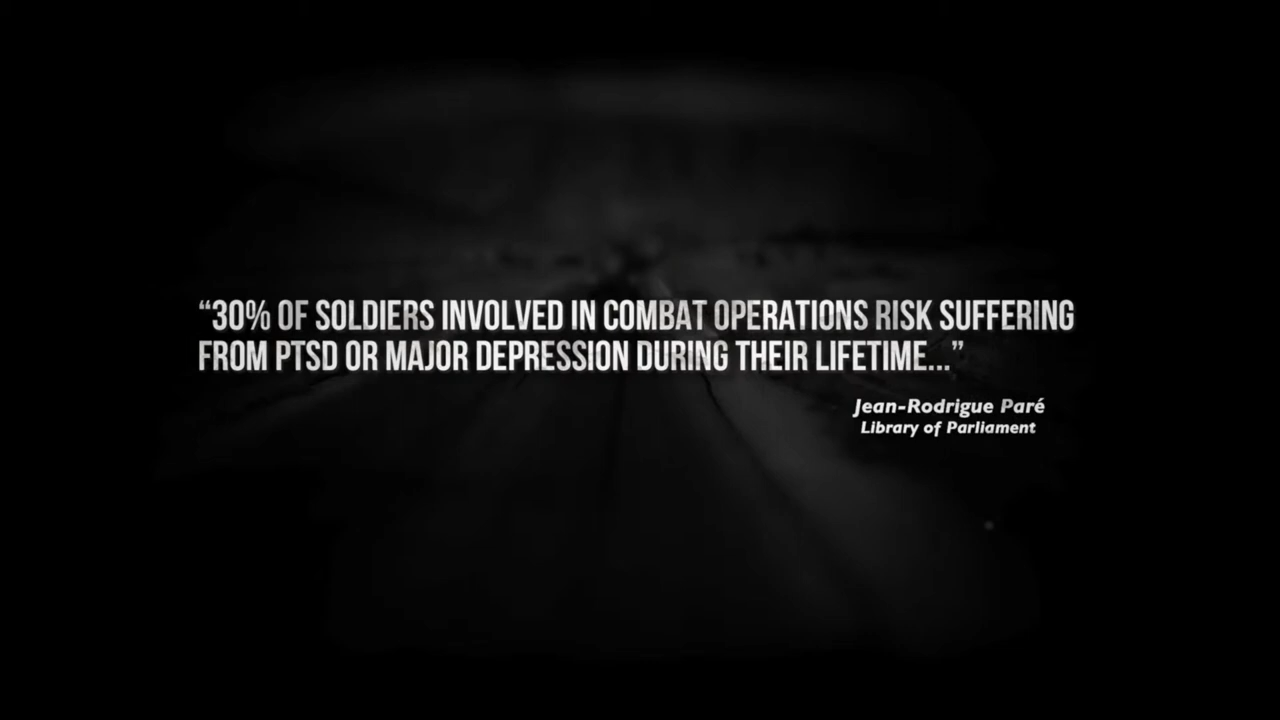 “30% OF SOLDIERS INVOLVED IN COMBAT OPERATIONS RISK SUFFERING
FROM PTSD OR MAJOR DEPRESSION DURING THEIR LIFETIME...”
Jean-Rodrigue Paré
Library of Parliament